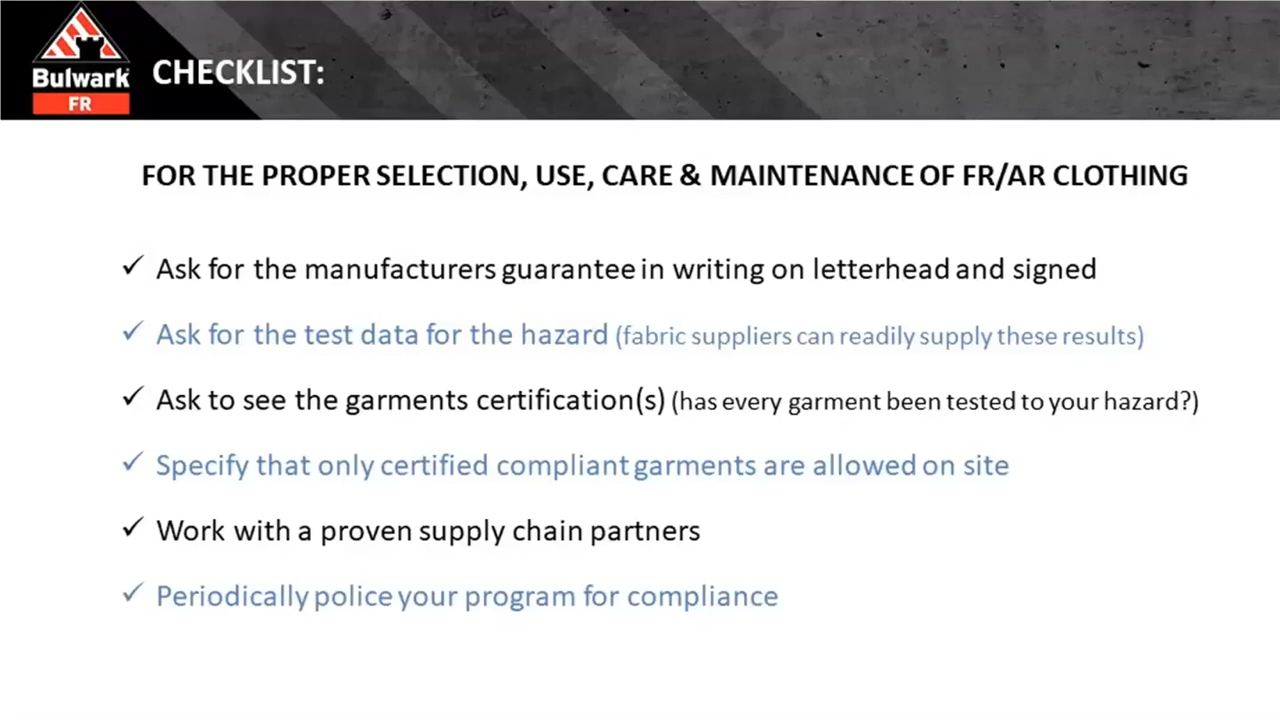 Bulwark
FR
CHECKLIST:
FOR THE PROPER SELECTION, USE, CARE & MAINTENANCE OF FR/AR CLOTHING
✓ Ask for the manufacturers guarantee in writing on letterhead and signed
✓ Ask for the test data for the hazard (fabric suppliers can readily supply these results)
✓ Ask to see the garments certification(s) (has every garment been tested to your hazard?)
✓ Specify that only certified compliant garments are allowed on site
✓ Work with a proven supply chain partners
✓ Periodically police your program for compliance